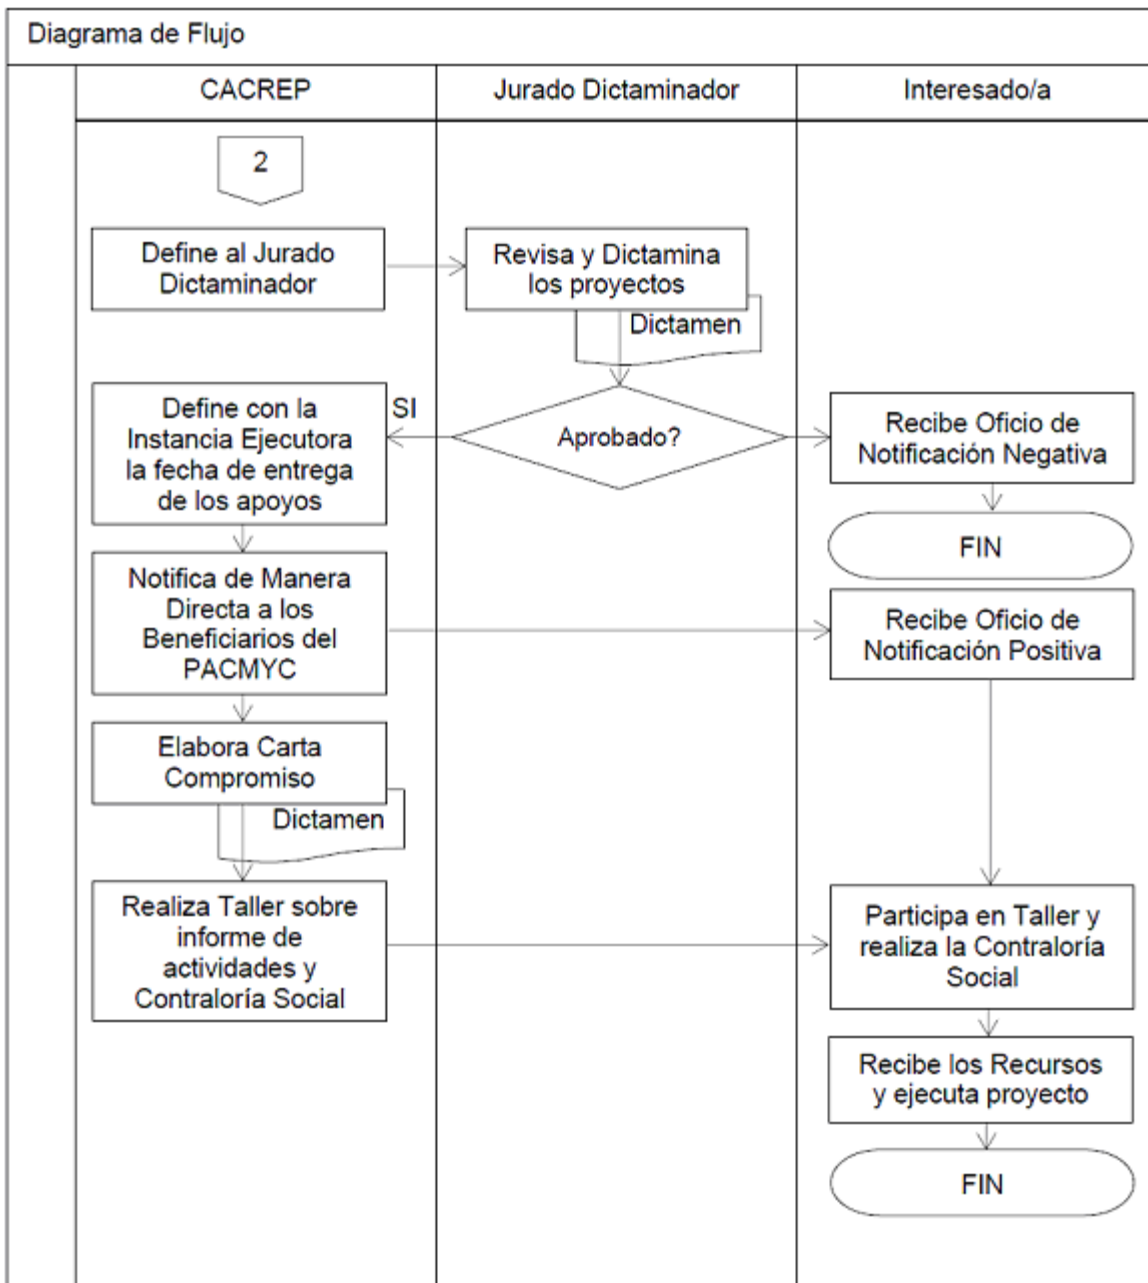 Diagrama de Flujo
CACREP
Jurado Dictaminador
Interesado/a
2
Define al Jurado
Dictaminador
Revisa y Dictamina
los proyectos
Dictamen
Define con la
Instancia Ejecutora
la fecha de entrega
de los apoyos
SI
Aprobado?
Recibe Oficio de
Notificación Negativa
FIN
Notifica de Manera
Directa a los
Beneficiarios del
PACMYC
Recibe Oficio de
Notificación Positiva
Elabora Carta
Compromiso
Dictamen
Realiza Taller sobre
informe de
actividades y
Contraloría Social
Participa en Taller y
realiza la Contraloría
Social
Recibe los Recursos
y ejecuta proyecto
FIN